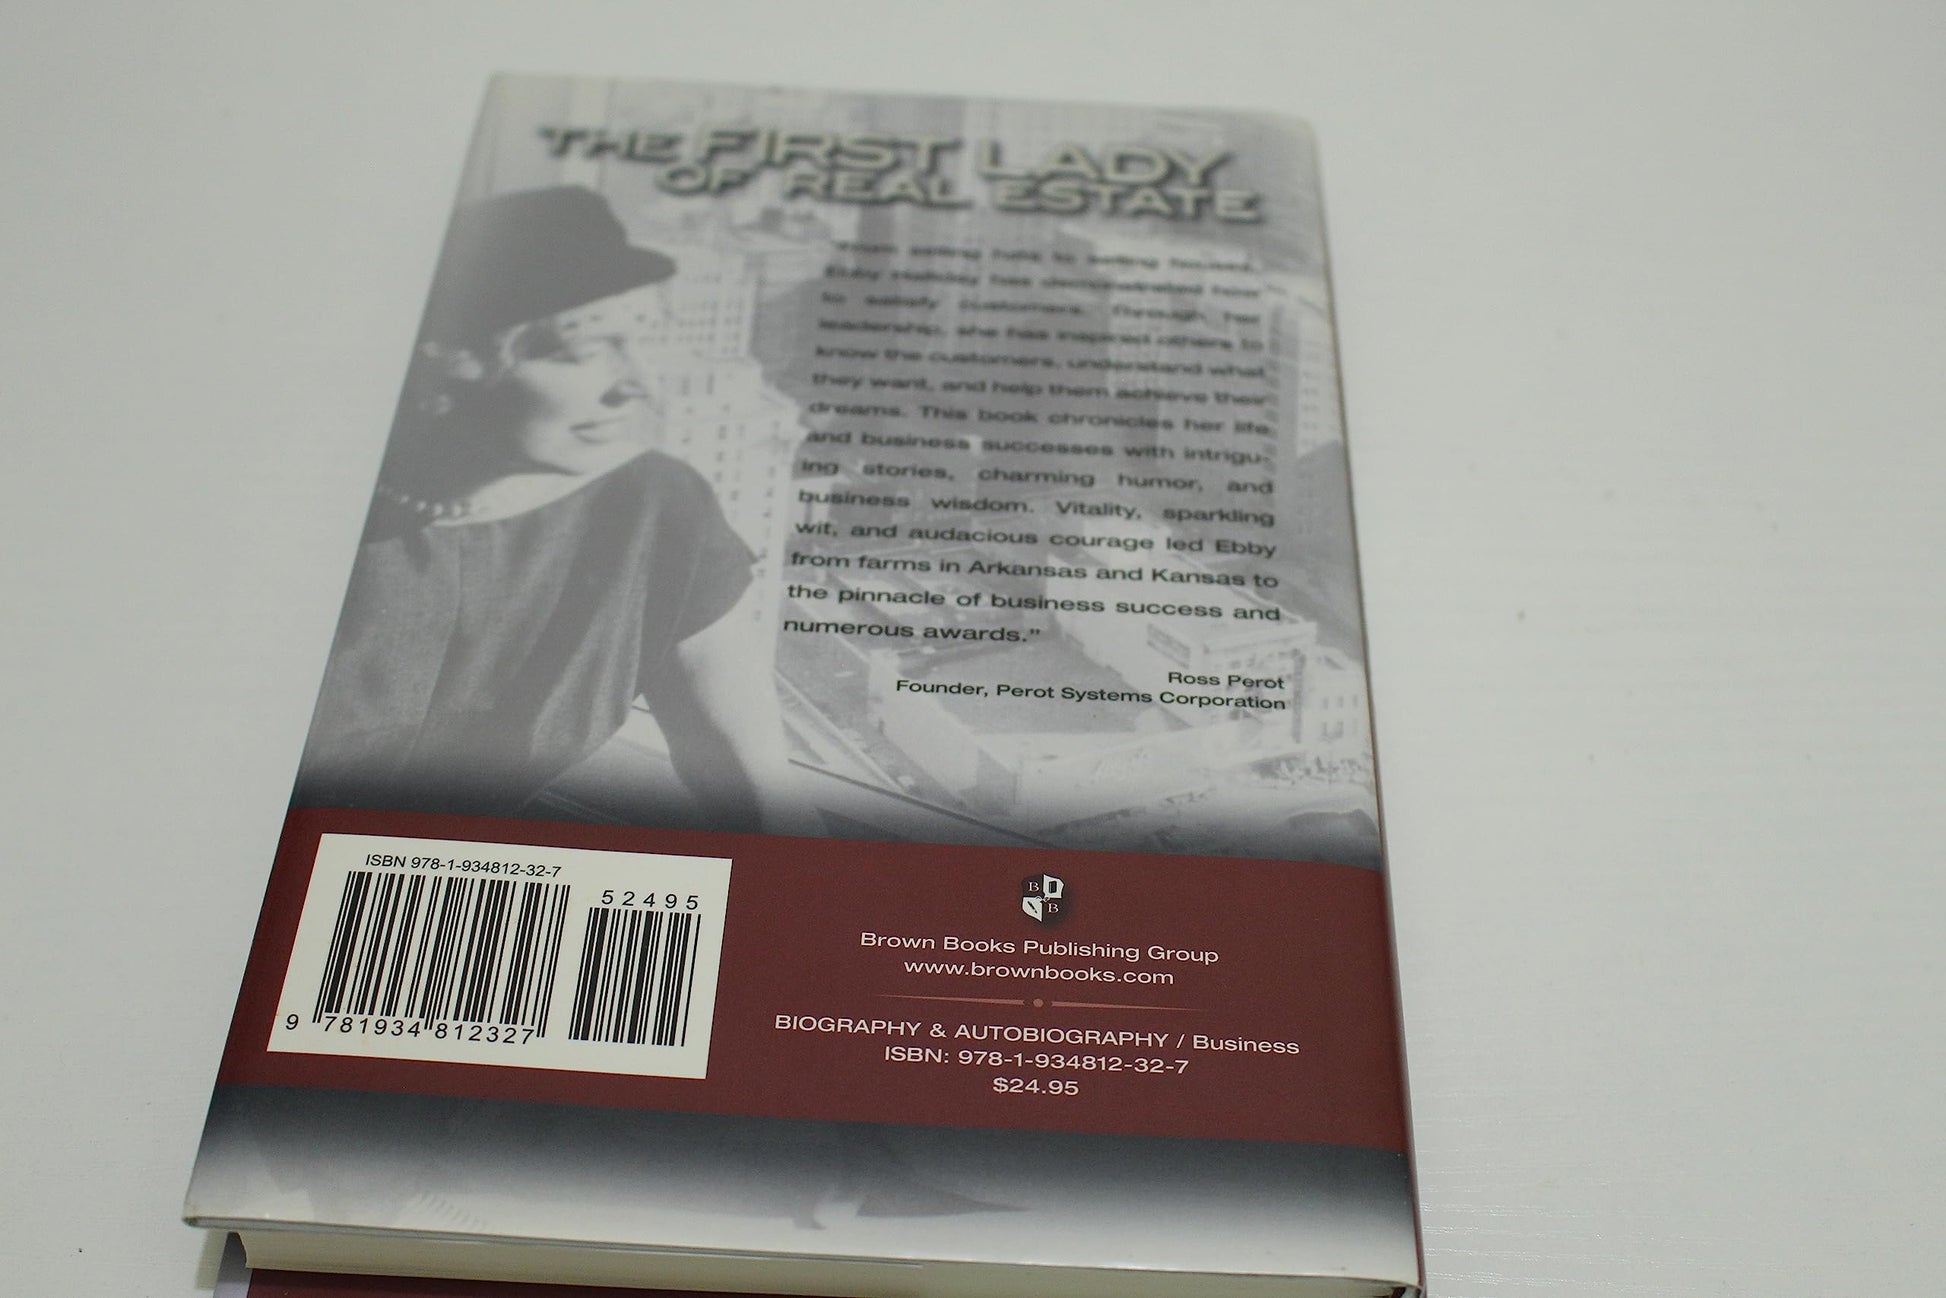 THE FIRST LADY
OF REAL ESTATE
"From selling hats to selling houses,
Ebby Halliday has demonstrated how
to satisfy customers. Through her
leadership, she has inspired others to
know the customers, understand what
they want, and help them achieve their
dreams. This book chronicles her life
and business successes with intrigu-
ing stories, charming humor, and
business wisdom. Vitality, sparkling
wit, and audacious courage led Ebby
from farms in Arkansas and Kansas to
the pinnacle of business success and
numerous awards."
Ross Perot
Founder, Perot Systems Corporation
ISBN 978-1-934812-32-7
52495
9 781934 812327
B
B
Brown Books Publishing Group
www.brownbooks.com
BIOGRAPHY & AUTOBIOGRAPHY / Business
ISBN: 978-1-934812-32-7
$24.95